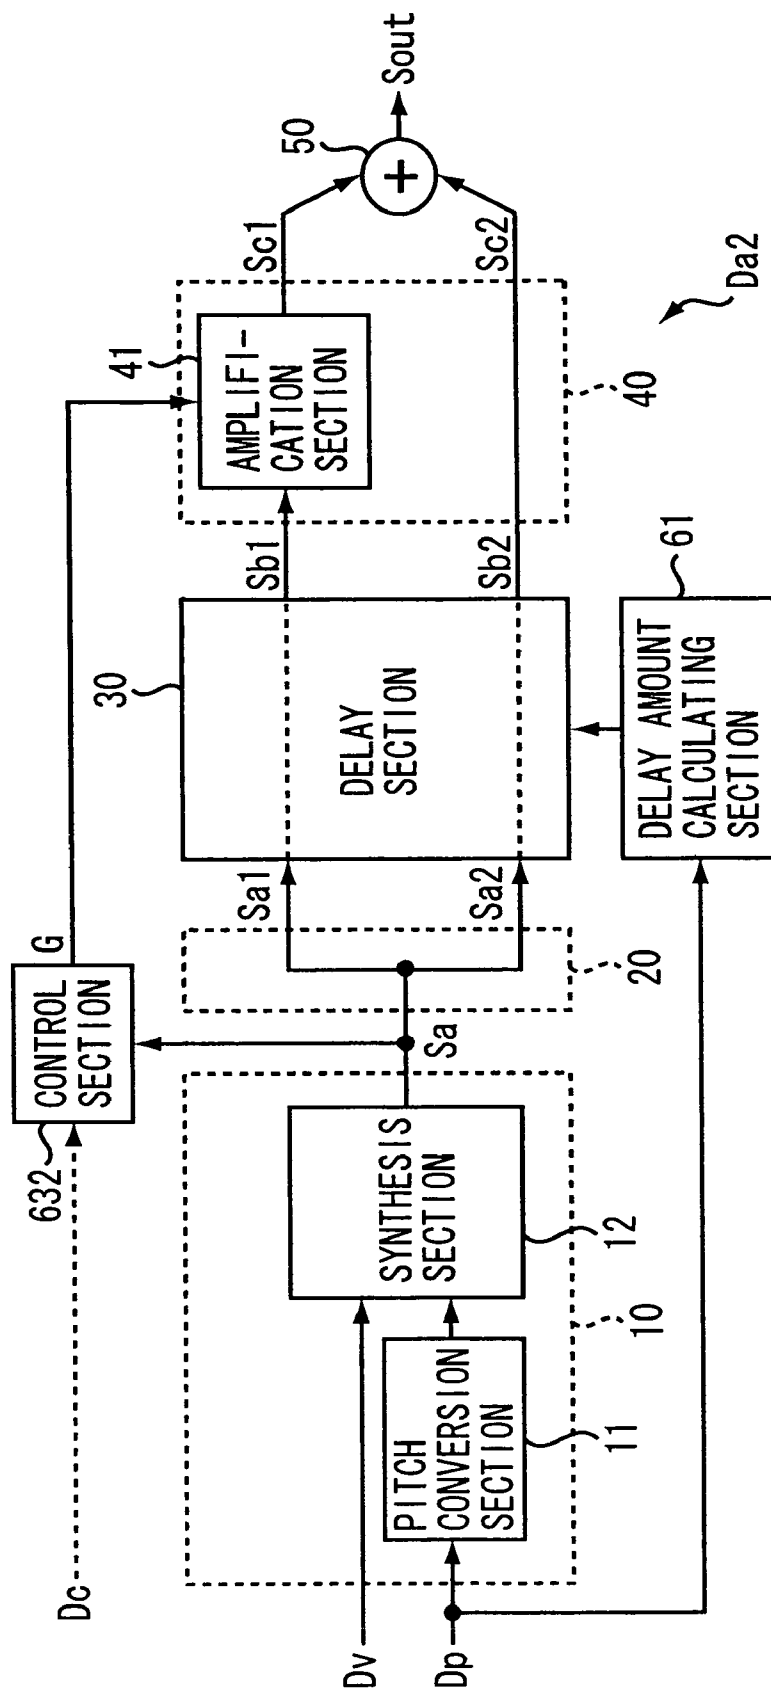 Dc
632
CONTROL
SECTION
G
Dv
Dp
PITCH
CONVERSION
SECTION
11
10
SYNTHESIS
SECTION
12
Sa
20
Sa1
Sa2
30
DELAY
SECTION
DELAY AMOUNT
CALCULATING
SECTION
61
Sb1
Sb2
41
AMPLIFI-
CATION
SECTION
40
Sc1
Sc2
50
+
Sout
Da2